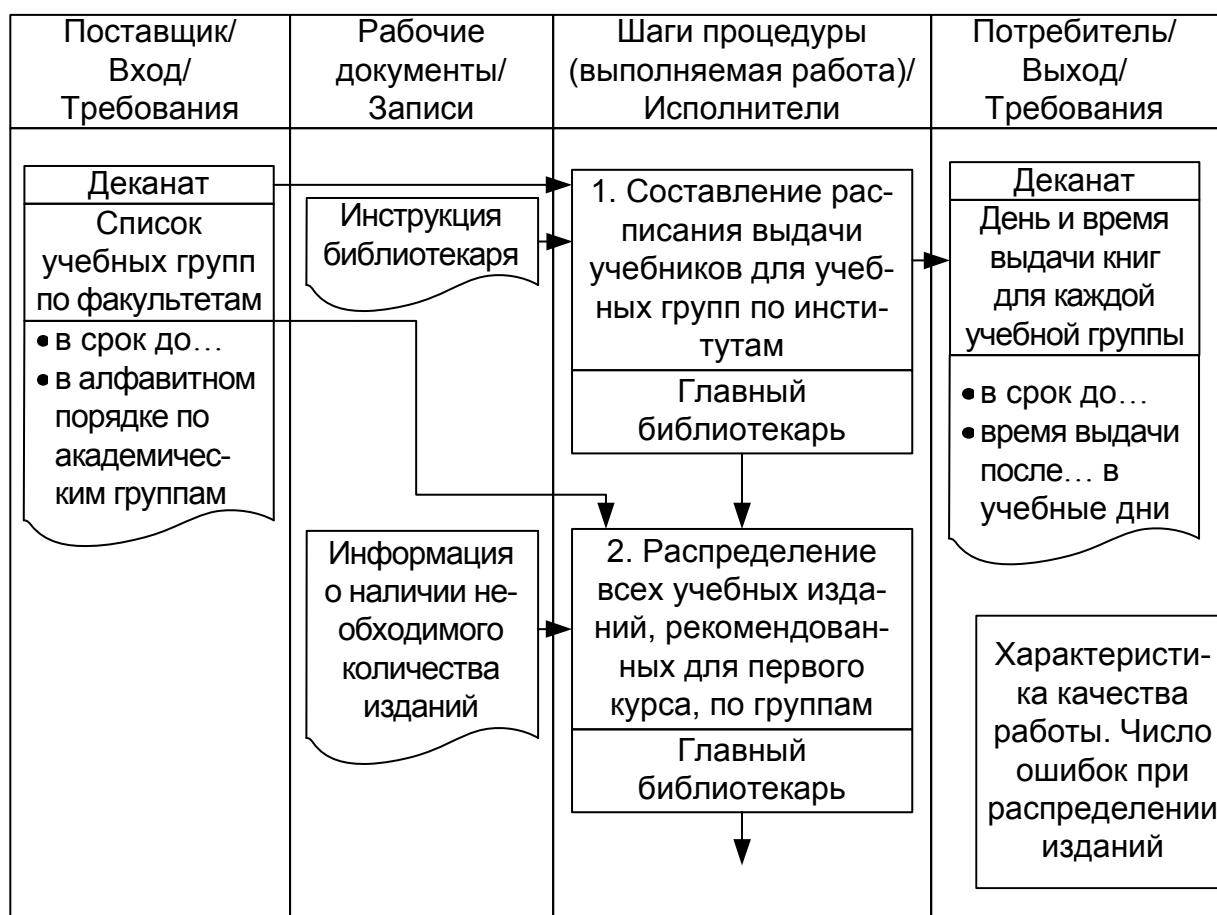 Поставщик/
Вход/
Требования
Рабочие
документы/
Записи
Шаги процедуры
(выполняемая работа)/
Исполнители
Потребитель/
Выход/
Требования
Деканат
Список
учебных групп
по факультетам
• в срок до…
• в алфавитном
порядке по
академичес-
ким группам
Инструкция
библиотекаря
1. Составление рас-
писания выдачи
учебников для учеб-
ных групп по инсти-
тутам
Главный
библиотекарь
Деканат
День и время
выдачи книг
для каждой
учебной группы
• в срок до…
• время выдачи
после… в
учебные дни
Информация
о наличии не-
обходимого
количества
изданий
2. Распределение
всех учебных изда-
ний, рекомендован-
ных для первого
курса, по группам
Главный
библиотекарь
Характеристи-
ка качества
работы. Число
ошибок при
распределении
изданий